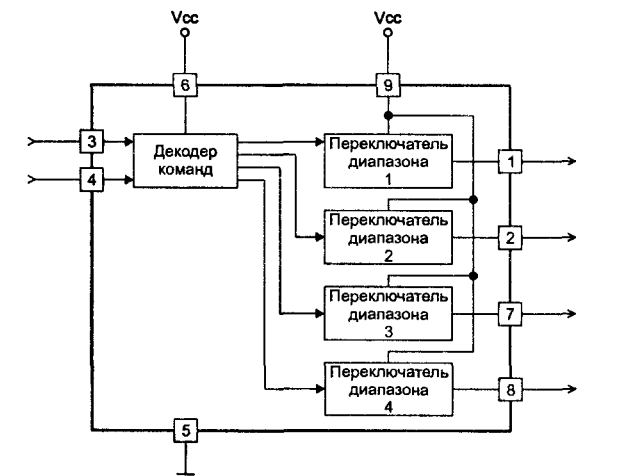 Vcc
Vcc
6
9
3
4
Декодер
команд
Переключатель
диапазона
1
1
Переключатель
диапазона
2
2
Переключатель
диапазона
3
7
Переключатель
диапазона
4
8
5